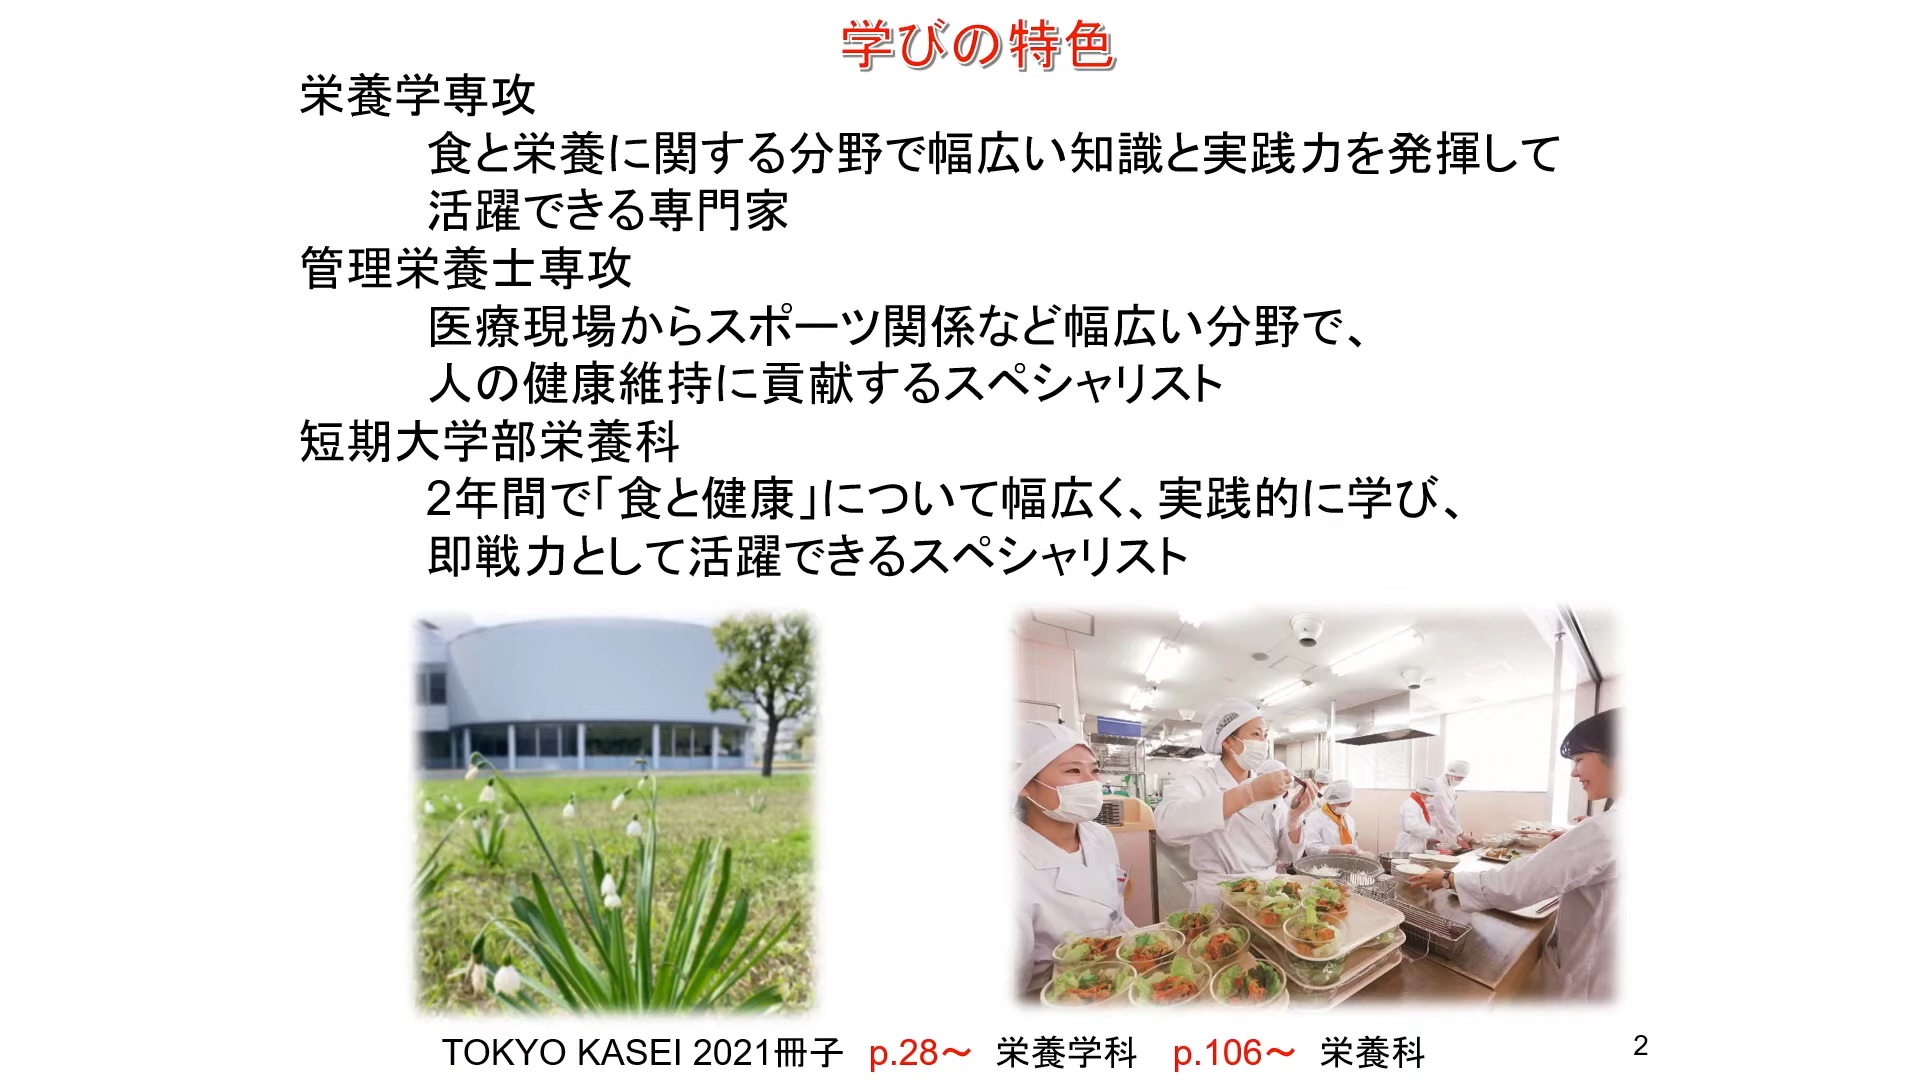 学びの特色
栄養学専攻
食と栄養に関する分野で幅広い知識と実践力を発揮して
活躍できる専門家
管理栄養士専攻
医療現場からスポーツ関係など幅広い分野で、
人の健康維持に貢献するスペシャリスト
短期大学部栄養科
2年間で「食と健康」について幅広く、実践的に学び、
即戦力として活躍できるスペシャリスト
TOKYO KASEI 2021冊子 p.28～ 栄養学科 p.106～ 栄養科
2